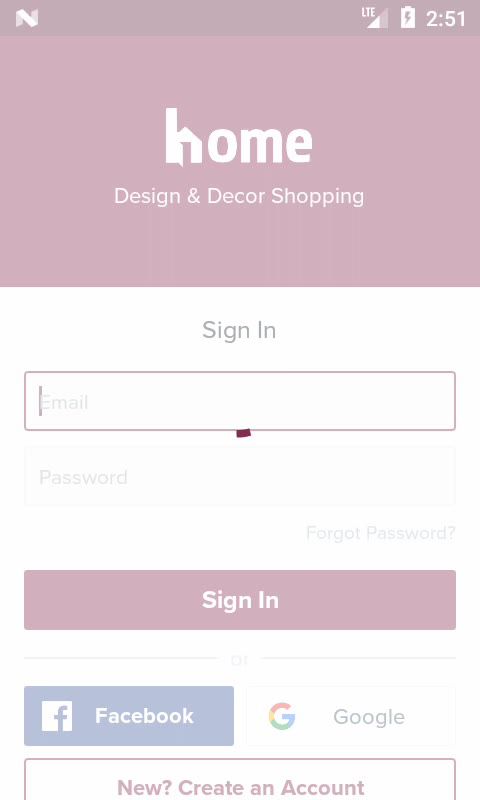 LTE 2:51
home
Design & Decor Shopping
Sign In
Email
Password
Forgot Password?
Sign In
or
Facebook Google
New? Create an Account